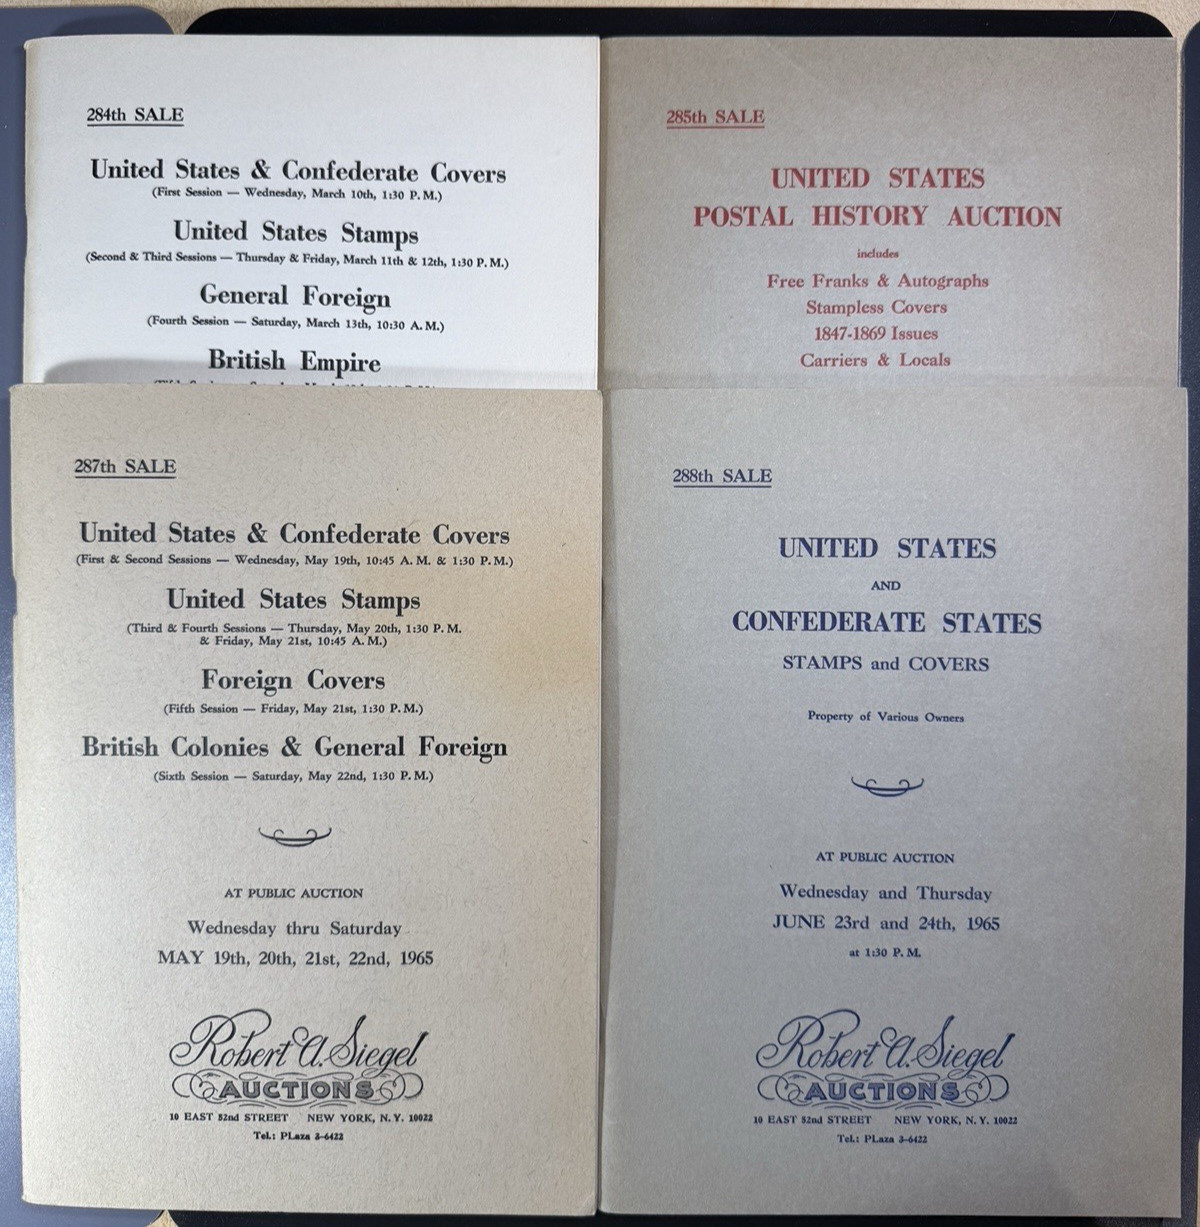 284th SALE
United States & Confederate Covers
(First Session — Wednesday, March 10th, 1:30 P. M.)
United States Stamps
(Second & Third Sessions — Thursday & Friday, March 11th & 12th, 1:30 P. M.)
General Foreign
(Fourth Session — Saturday, March 13th, 10:30 A. M.)
British Empire
285th SALE
UNITED STATES
POSTAL HISTORY AUCTION
includes
Free Franks & Autographs
Stampless Covers
1847-1869 Issues
Carriers & Locals
287th SALE
United States & Confederate Covers
(First & Second Sessions — Wednesday, May 19th, 10:45 A. M. & 1:30 P. M.)
United States Stamps
(Third & Fourth Sessions — Thursday, May 20th, 1:30 P. M.
& Friday, May 21st, 10:45 A. M.)
Foreign Covers
(Fifth Session — Friday, May 21st, 1:30 P. M.)
British Colonies & General Foreign
(Sixth Session — Saturday, May 22nd, 1:30 P. M.)
AT PUBLIC AUCTION
Wednesday thru Saturday
MAY 19th, 20th, 21st, 22nd, 1965
Robert A. Siegel
AUCTIONS
10 EAST 52nd STREET NEW YORK, N. Y. 10022
Tel.: PLaza 3-6422
288th SALE
UNITED STATES
AND
CONFEDERATE STATES
STAMPS and COVERS
Property of Various Owners
AT PUBLIC AUCTION
Wednesday and Thursday
JUNE 23rd and 24th, 1965
at 1:30 P. M.
Robert A. Siegel
AUCTIONS
10 EAST 52nd STREET NEW YORK, N. Y. 10022
Tel.: PLaza 3-6422